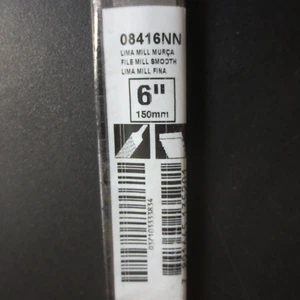 08416NN
LIMA MILL MURÇA
FILE MILL SMOOTH
LIMA MILL FINA
6"
150mm